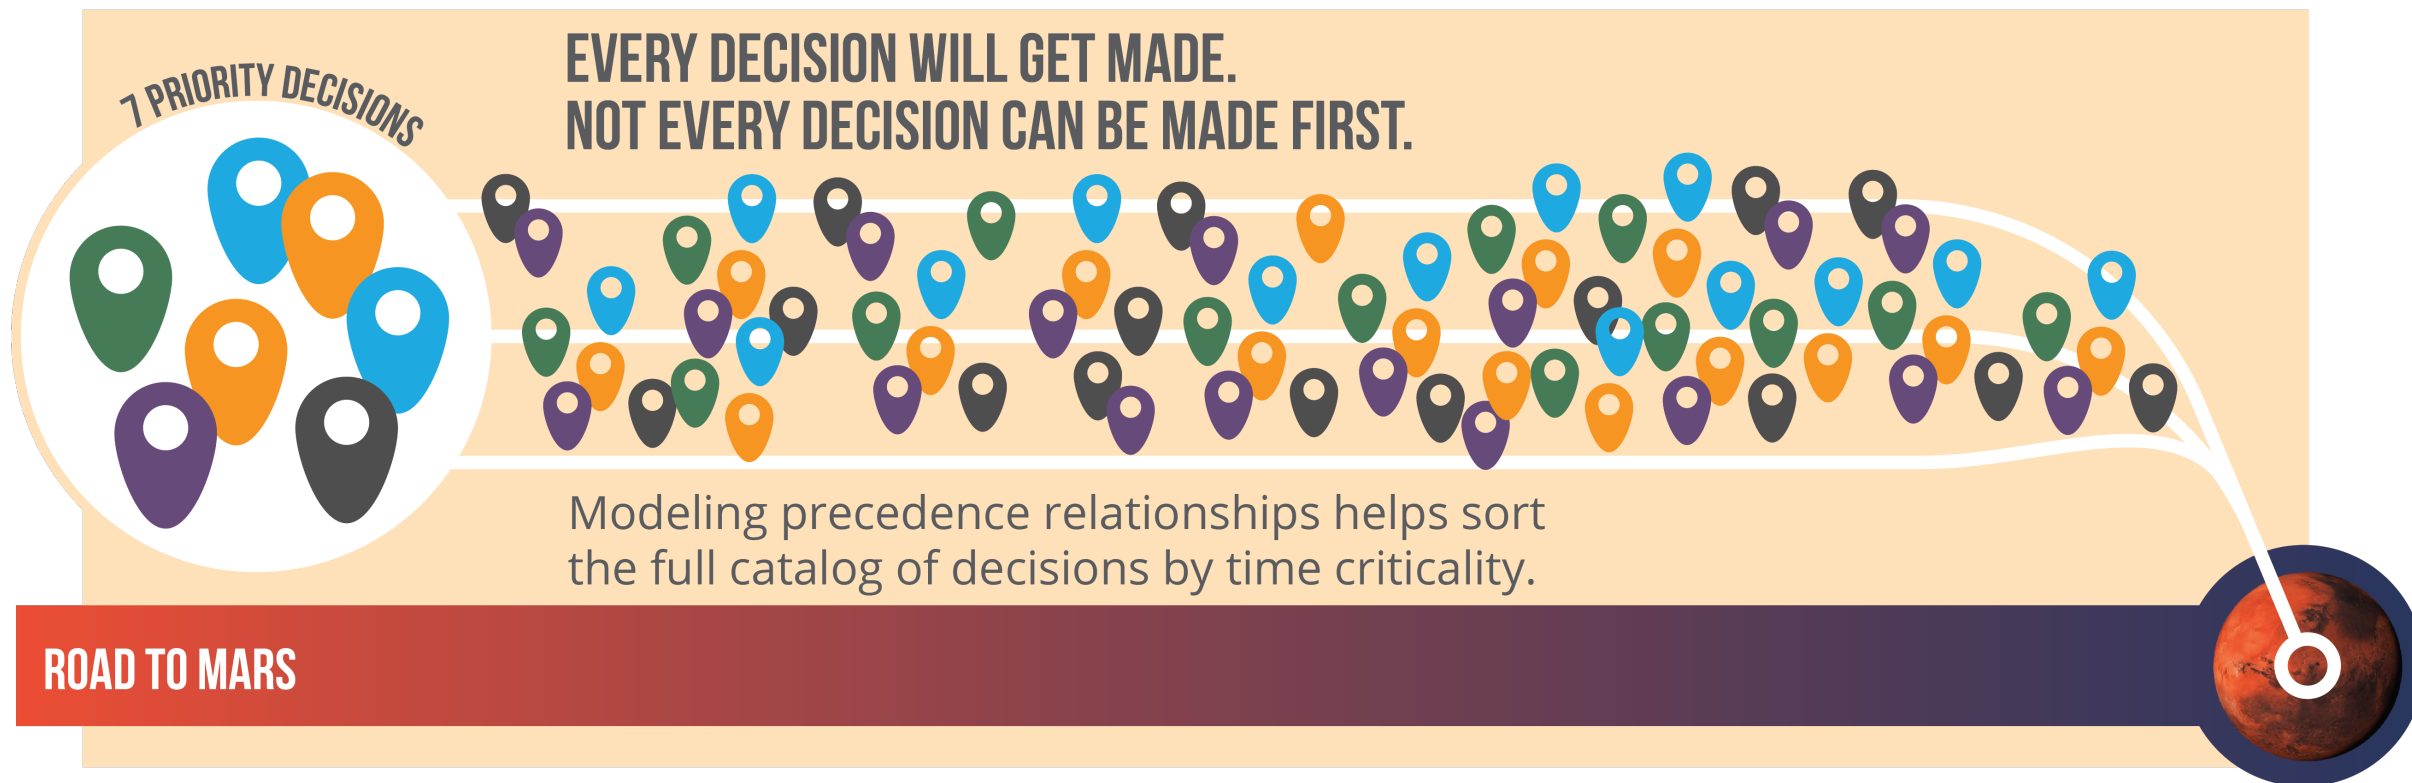 7 PRIORITY DECISIONS
EVERY DECISION WILL GET MADE.
NOT EVERY DECISION CAN BE MADE FIRST.
Modeling precedence relationships helps sort
the full catalog of decisions by time criticality.
ROAD TO MARS